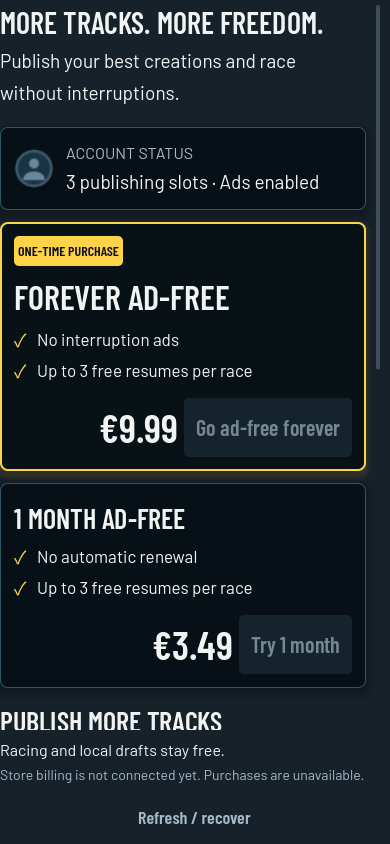 MORE TRACKS. MORE FREEDOM.
Publish your best creations and race
without interruptions.
ACCOUNT STATUS
3 publishing slots · Ads enabled
ONE-TIME PURCHASE
FOREVER AD-FREE
✓ No interruption ads
✓ Up to 3 free resumes per race
€9.99 Go ad-free forever
1 MONTH AD-FREE
✓ No automatic renewal
✓ Up to 3 free resumes per race
€3.49 Try 1 month
PUBLISH MORE TRACKS
Racing and local drafts stay free.
Store billing is not connected yet. Purchases are unavailable.
Refresh / recover